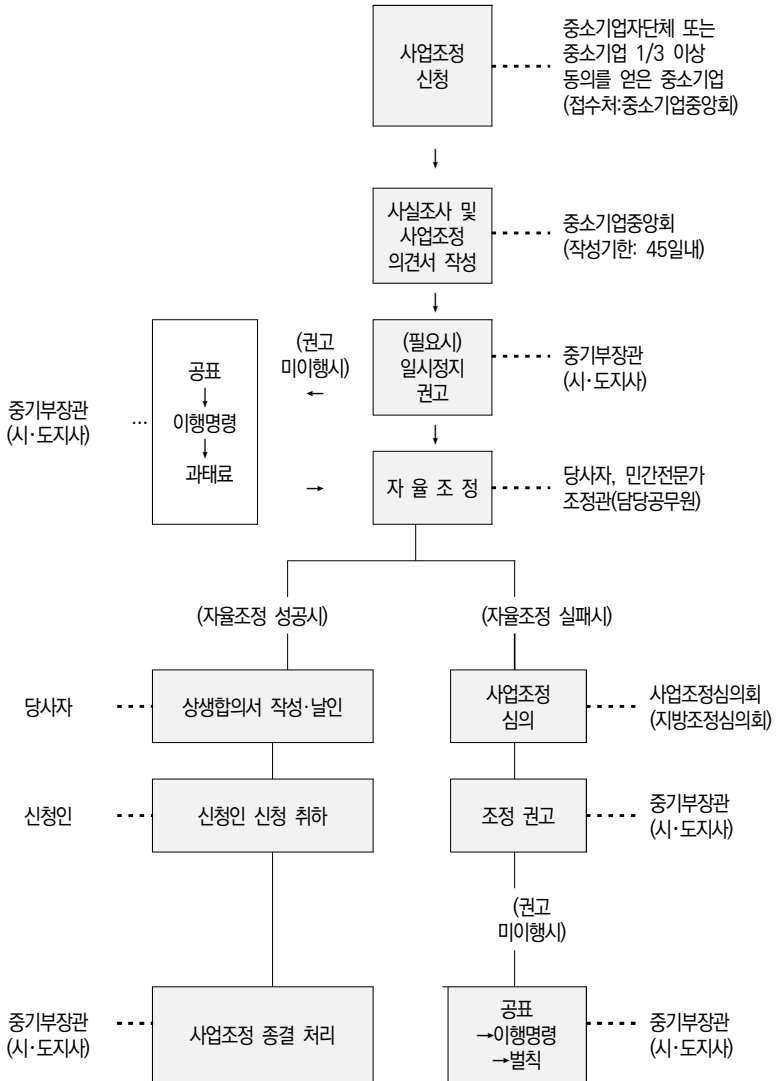 사업조정
신청
중소기업자단체 또는
중소기업 1/3 이상
동의를 얻은 중소기업
(접수처:중소기업중앙회)
↓
사실조사 및
사업조정
의견서 작성
중소기업중앙회
(작성기한: 45일내)
↓
(필요시)
일시정지
권고
중기부장관
(시·도지사)
(권고
미이행시)
←
공표
↓
이행명령
↓
과태료
중기부장관
(시·도지사)
...
↓
→
자 율 조 정
당사자, 민간전문가
조정관(담당공무원)
(자율조정 성공시)
(자율조정 실패시)
당사자
상생합의서 작성·날인
사업조정
심의
사업조정심의회
(지방조정심의회)
신청인
신청인 신청 취하
조정 권고
중기부장관
(시·도지사)
(권고
미이행시)
중기부장관
(시·도지사)
사업조정 종결 처리
공표
→이행명령
→벌칙
중기부장관
(시·도지사)